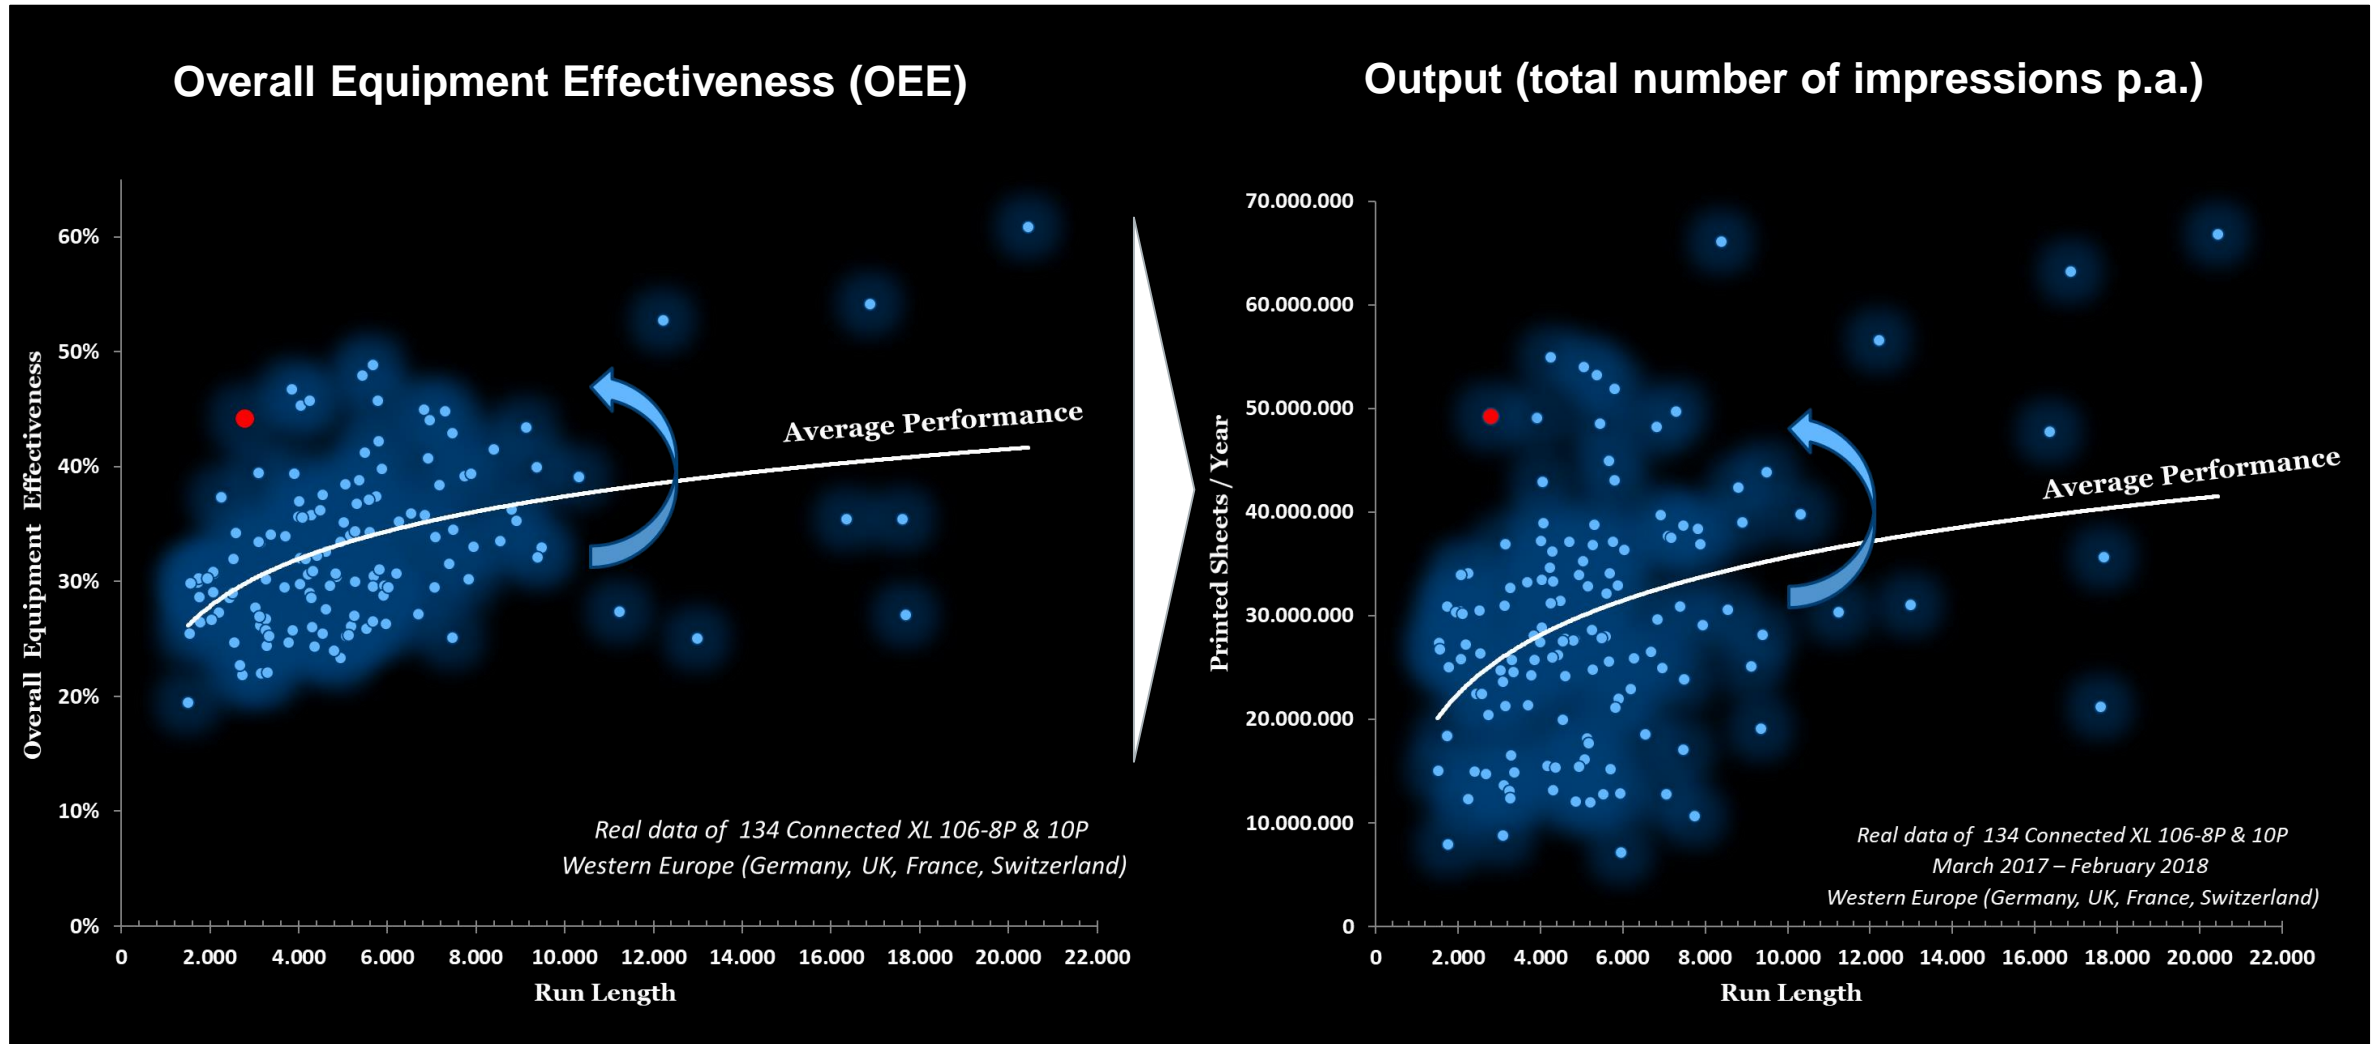 Overall Equipment Effectiveness (OEE)
Overall Equipment Effectiveness
60%
50%
40%
30%
20%
10%
0%
Average Performance
Real data of 134 Connected XL 106-8P & 10P
Western Europe (Germany, UK, France, Switzerland)
0 2.000 4.000 6.000 8.000 10.000 12.000 14.000 16.000 18.000 20.000 22.000
Run Length
Output (total number of impressions p.a.)
Printed Sheets / Year
70.000.000
60.000.000
50.000.000
40.000.000
30.000.000
20.000.000
10.000.000
0
Average Performance
Real data of 134 Connected XL 106-8P & 10P
March 2017 – February 2018
Western Europe (Germany, UK, France, Switzerland)
0 2.000 4.000 6.000 8.000 10.000 12.000 14.000 16.000 18.000 20.000 22.000
Run Length